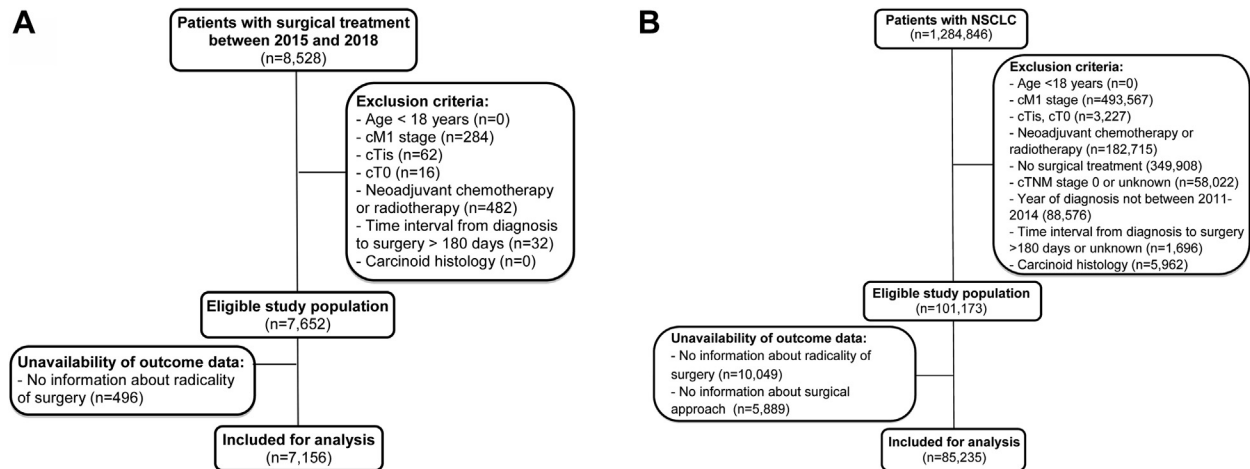 A
Patients with surgical treatment
between 2015 and 2018
(n=8,528)
Exclusion criteria:
- Age < 18 years (n=0)
- cM1 stage (n=284)
- cTis (n=62)
- cT0 (n=16)
- Neoadjuvant chemotherapy
or radiotherapy (n=482)
- Time interval from diagnosis
to surgery > 180 days (n=32)
- Carcinoid histology (n=0)
Eligible study population
(n=7,652)
Unavailability of outcome data:
- No information about radicality
of surgery (n=496)
Included for analysis
(n=7,156)
B
Patients with NSCLC
(n=1,284,846)
Exclusion criteria:
- Age <18 years (n=0)
- cM1 stage (n=493,567)
- cTis, cT0 (n=3,227)
- Neoadjuvant chemotherapy or
radiotherapy (n=182,715)
- No surgical treatment (349,908)
- cTNM stage 0 or unknown (n=58,022)
- Year of diagnosis not between 2011-
2014 (88,576)
- Time interval from diagnosis to surgery
>180 days or unknown (n=1,696)
- Carcinoid histology (n=5,962)
Eligible study population
(n=101,173)
Unavailability of outcome data:
- No information about radicality of
surgery (n=10,049)
- No information about surgical
approach (n=5,889)
Included for analysis
(n=85,235)